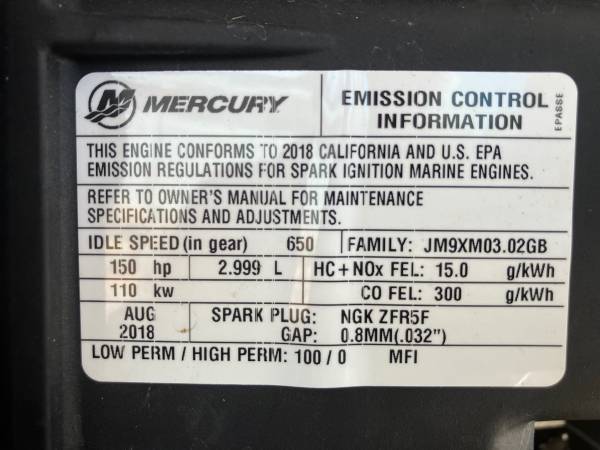 MERCURY
EMISSION CONTROL
INFORMATION
EPASSE
THIS ENGINE CONFORMS TO 2018 CALIFORNIA AND U.S. EPA
EMISSION REGULATIONS FOR SPARK IGNITION MARINE ENGINES.
REFER TO OWNER'S MANUAL FOR MAINTENANCE
SPECIFICATIONS AND ADJUSTMENTS.
IDLE SPEED (in gear) 650 FAMILY: JM9XM03.02GB
150 hp 2.999 L HC+NOx FEL: 15.0 g/kWh
110 kw CO FEL: 300 g/kWh
AUG
2018
SPARK PLUG: NGK ZFR5F
GAP: 0.8MM(.032")
LOW PERM / HIGH PERM: 100 / 0 MFI